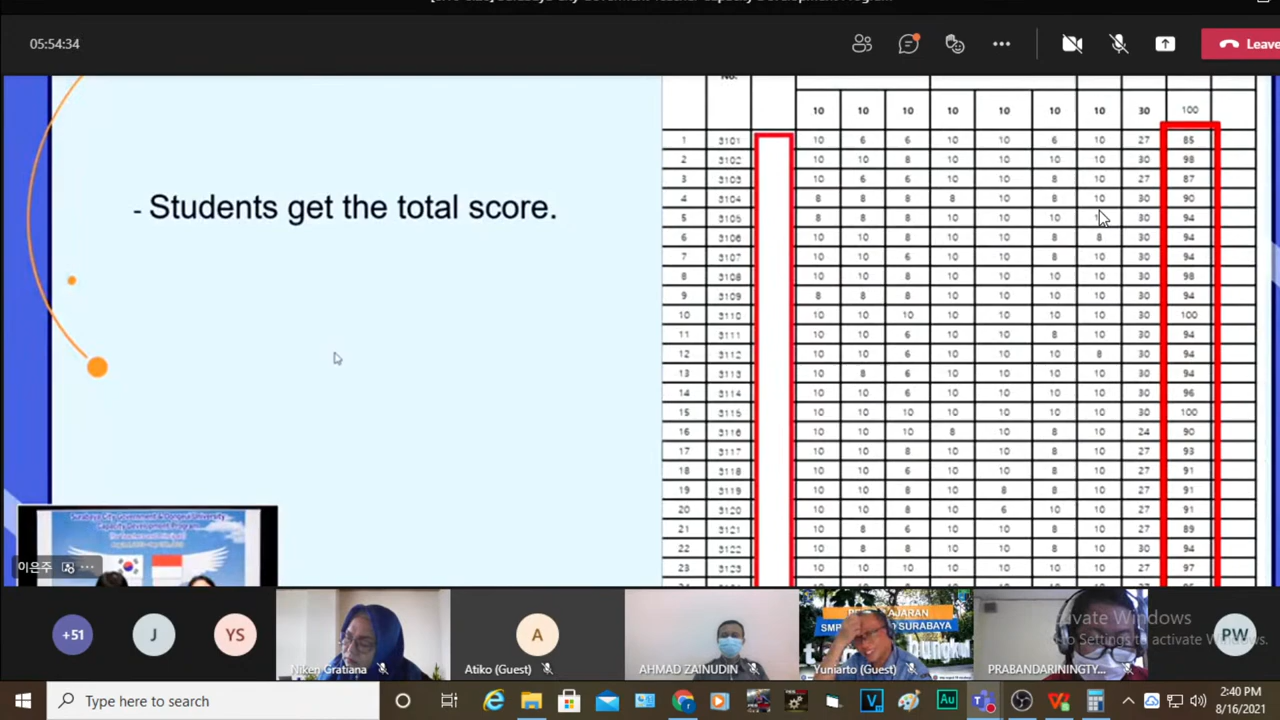 05:54:34
Leave
- Students get the total score.
No.
10 10 10 10 10 10 10 30 100
1 3101 10 6 6 10 10 6 10 27 85
2 3102 10 10 8 10 10 10 10 30 98
3 3103 10 6 6 10 10 8 10 27 87
4 3104 8 8 8 8 10 8 10 30 90
5 3105 8 8 8 10 10 10 30 94
6 3106 10 10 8 10 10 8 8 30 94
7 3107 10 10 6 10 10 8 10 30 94
8 3108 10 10 8 10 10 10 10 30 98
9 3109 8 8 8 10 10 10 10 30 94
10 3110 10 10 10 10 10 10 10 30 100
11 3111 10 10 6 10 10 8 10 30 94
12 3112 10 10 6 10 10 10 8 30 94
13 3113 10 8 6 10 10 10 10 30 94
14 3114 10 10 6 10 10 10 10 30 96
15 3115 10 10 10 10 10 10 10 30 100
16 3116 10 10 10 8 10 8 10 24 90
17 3117 10 10 8 10 10 8 10 27 93
18 3118 10 10 6 10 10 8 10 27 91
19 3119 10 10 8 10 8 8 10 27 91
20 3120 10 10 8 10 6 10 10 27 91
21 3121 10 8 6 10 10 8 10 27 89
22 3122 10 8 8 10 10 8 10 30 94
23 3123 10 10 10 10 10 10 10 27 97
Surabaya City Government & Dongseo University
Capacity Development Program
이은주
+51
J
YS
Niken Gratiana
A
Atiko (Guest)
AHMAD ZAINUDIN
SURABAYA
Yuniarto (Guest)
PRABANDARININGTY...
PW
to Settings to activate Windows.
Type here to search
2:40 PM
8/16/2021